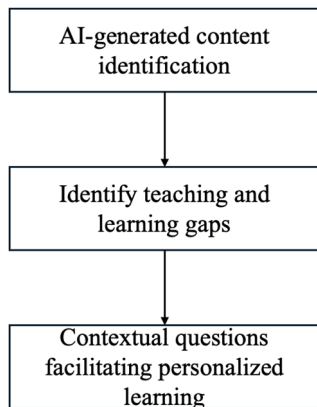 AI-generated content
identification
Identify teaching and
learning gaps
Contextual questions
facilitating personalized
learning